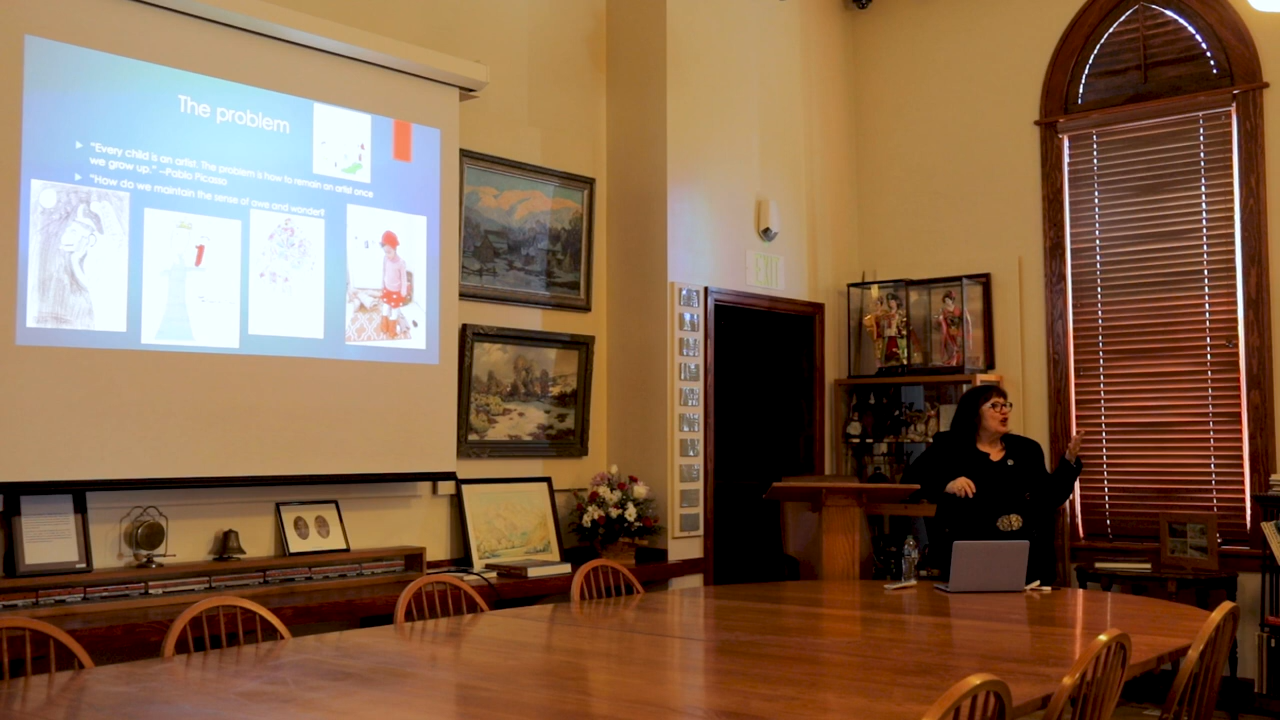 The problem
"Every child is an artist. The problem is how to remain an artist once
we grow up." ~Pablo Picasso
"How do we maintain the sense of awe and wonder?
EXIT